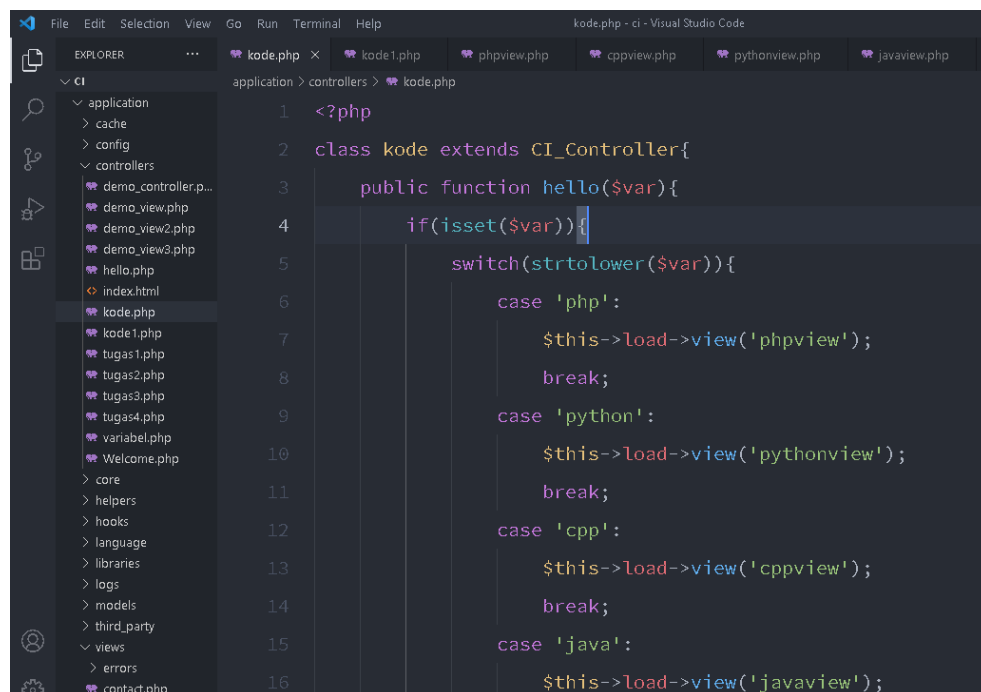 File Edit Selection View Go Run Terminal Help kode.php - ci - Visual Studio Code
EXPLORER ...
kode.php × kode1.php phpview.php cppview.php pythonview.php javaview.php
CI
application > controllers > kode.php
application
cache
config
controllers
demo_controller.p...
demo_view.php
demo_view2.php
demo_view3.php
hello.php
index.html
kode.php
kode1.php
tugas1.php
tugas2.php
tugas3.php
tugas4.php
variabel.php
Welcome.php
core
helpers
hooks
language
libraries
logs
models
third_party
views
errors
contact.php
1 <?php
2 class kode extends CI_Controller{
3 public function hello($var){
4 if(isset($var)){
5 switch(strtolower($var)){
6 case 'php':
7 $this->load->view('phpview');
8 break;
9 case 'python':
10 $this->load->view('pythonview');
11 break;
12 case 'cpp':
13 $this->load->view('cppview');
14 break;
15 case 'java':
16 $this->load->view('javaview');